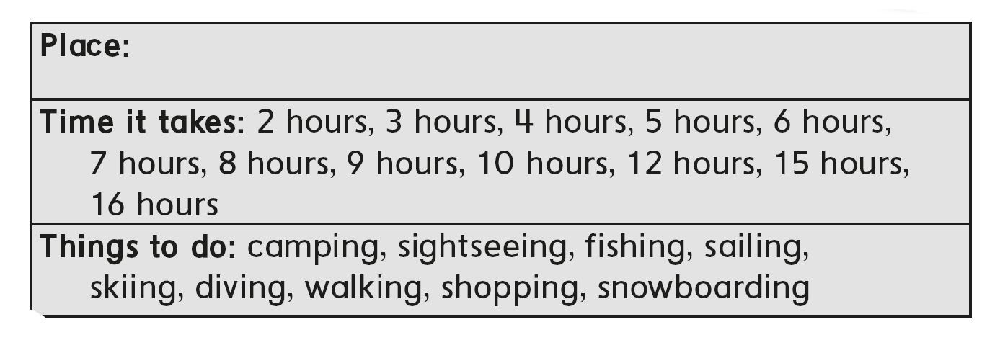 Place:
Time it takes: 2 hours, 3 hours, 4 hours, 5 hours, 6 hours,
7 hours, 8 hours, 9 hours, 10 hours, 12 hours, 15 hours,
16 hours
Things to do: camping, sightseeing, fishing, sailing,
skiing, diving, walking, shopping, snowboarding